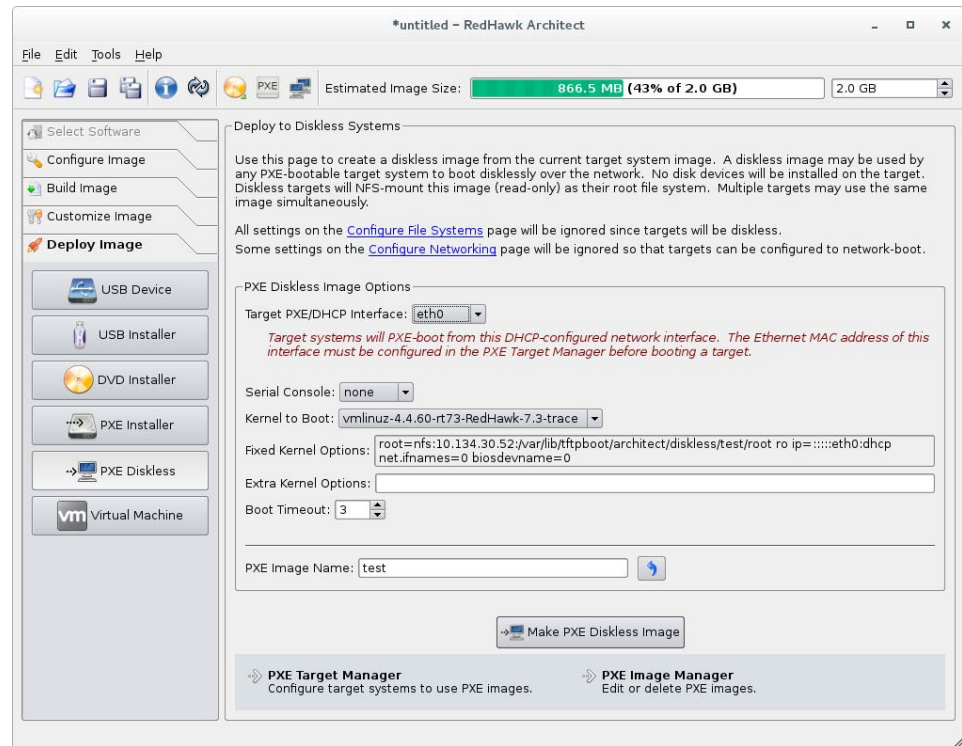 *untitled – RedHawk Architect
File Edit Tools Help
PXE
Estimated Image Size:
866.5 MB (43% of 2.0 GB)
2.0 GB
Select Software
Configure Image
Build Image
Customize Image
Deploy Image
USB Device
USB Installer
DVD Installer
PXE Installer
PXE Diskless
vm Virtual Machine
Deploy to Diskless Systems
Use this page to create a diskless image from the current target system image. A diskless image may be used by
any PXE-bootable target system to boot disklessly over the network. No disk devices will be installed on the target.
Diskless targets will NFS-mount this image (read-only) as their root file system. Multiple targets may use the same
image simultaneously.
All settings on the Configure File Systems page will be ignored since targets will be diskless.
Some settings on the Configure Networking page will be ignored so that targets can be configured to network-boot.
PXE Diskless Image Options
Target PXE/DHCP Interface: eth0
Target systems will PXE-boot from this DHCP-configured network interface. The Ethernet MAC address of this
interface must be configured in the PXE Target Manager before booting a target.
Serial Console: none
Kernel to Boot: vmlinuz-4.4.60-rt73-RedHawk-7.3-trace
Fixed Kernel Options: root=nfs:10.134.30.52:/var/lib/tftpboot/architect/diskless/test/root ro ip=:::::eth0:dhcp
net.ifnames=0 biosdevname=0
Extra Kernel Options:
Boot Timeout: 3
PXE Image Name: test
Make PXE Diskless Image
PXE Target Manager
Configure target systems to use PXE images.
PXE Image Manager
Edit or delete PXE images.